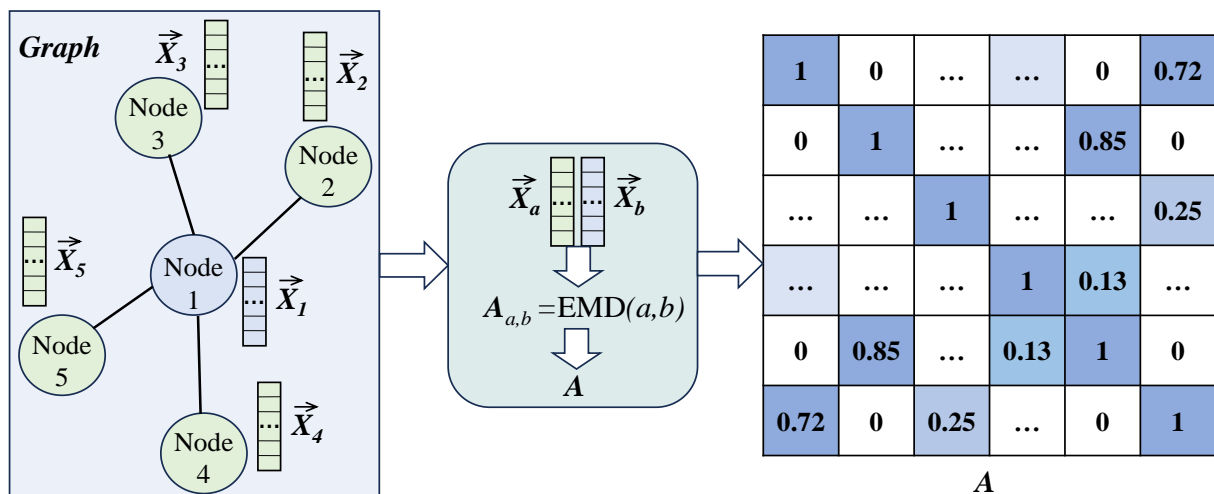 Graph
X₃
...
X₂
...
Node
3
Node
2
X₅
...
Node
1
X₁
...
Node
5
Node
4
X₄
...
Xₐ ... ... X_b
A_{a,b} =EMD(a,b)
A
1 0 ... ... 0 0.72
0 1 ... ... 0.85 0
... ... 1 ... ... 0.25
... ... ... 1 0.13 ...
0 0.85 ... 0.13 1 0
0.72 0 0.25 ... 0 1
A